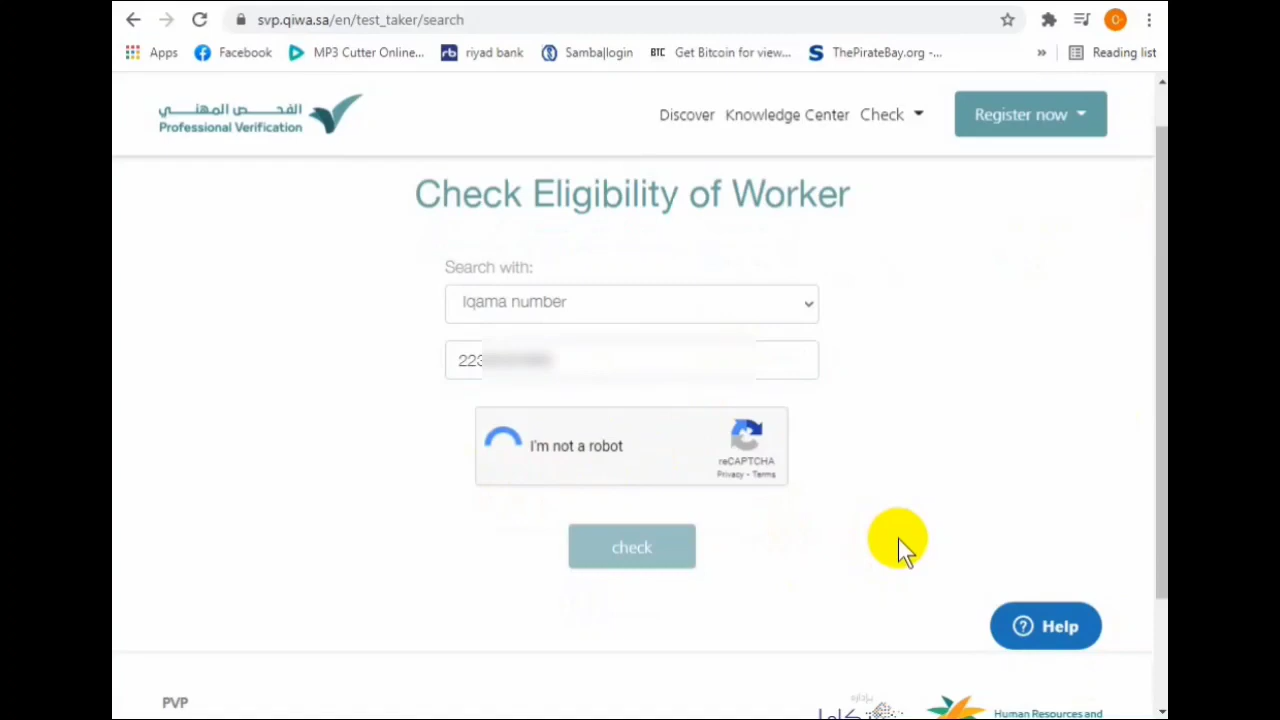 svp.qiwa.sa/en/test_taker/search
O
Apps Facebook MP3 Cutter Online... rb riyad bank Samba|login BTC Get Bitcoin for view... S ThePirateBay.org -... » Reading list
الفحص المهني
Professional Verification
Discover Knowledge Center Check Register now
Check Eligibility of Worker
Search with:
Iqama number
223
I'm not a robot
reCAPTCHA
Privacy - Terms
check
Help
PVP
Human Resources and